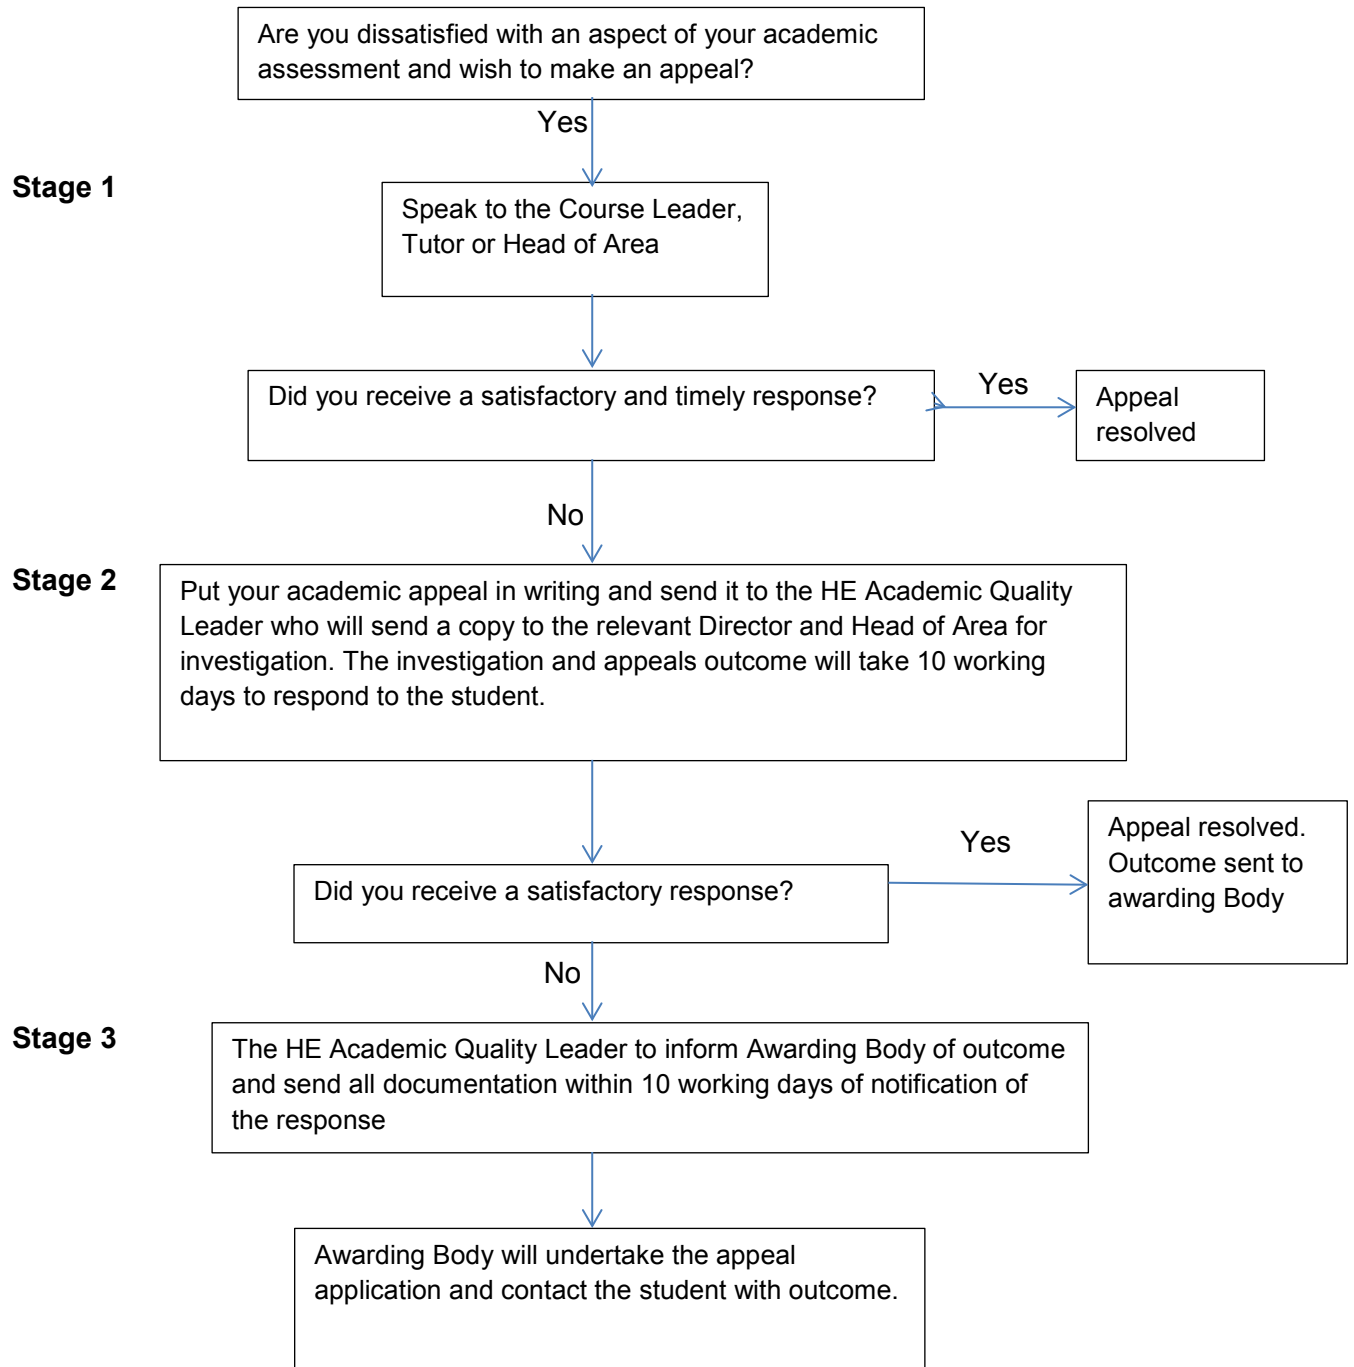 Are you dissatisfied with an aspect of your academic
assessment and wish to make an appeal?
Yes
Stage 1
Speak to the Course Leader,
Tutor or Head of Area
Did you receive a satisfactory and timely response?
Yes
Appeal
resolved
No
Stage 2
Put your academic appeal in writing and send it to the HE Academic Quality
Leader who will send a copy to the relevant Director and Head of Area for
investigation. The investigation and appeals outcome will take 10 working
days to respond to the student.
Yes
Appeal resolved.
Outcome sent to
awarding Body
Did you receive a satisfactory response?
No
Stage 3
The HE Academic Quality Leader to inform Awarding Body of outcome
and send all documentation within 10 working days of notification of
the response
Awarding Body will undertake the appeal
application and contact the student with outcome.